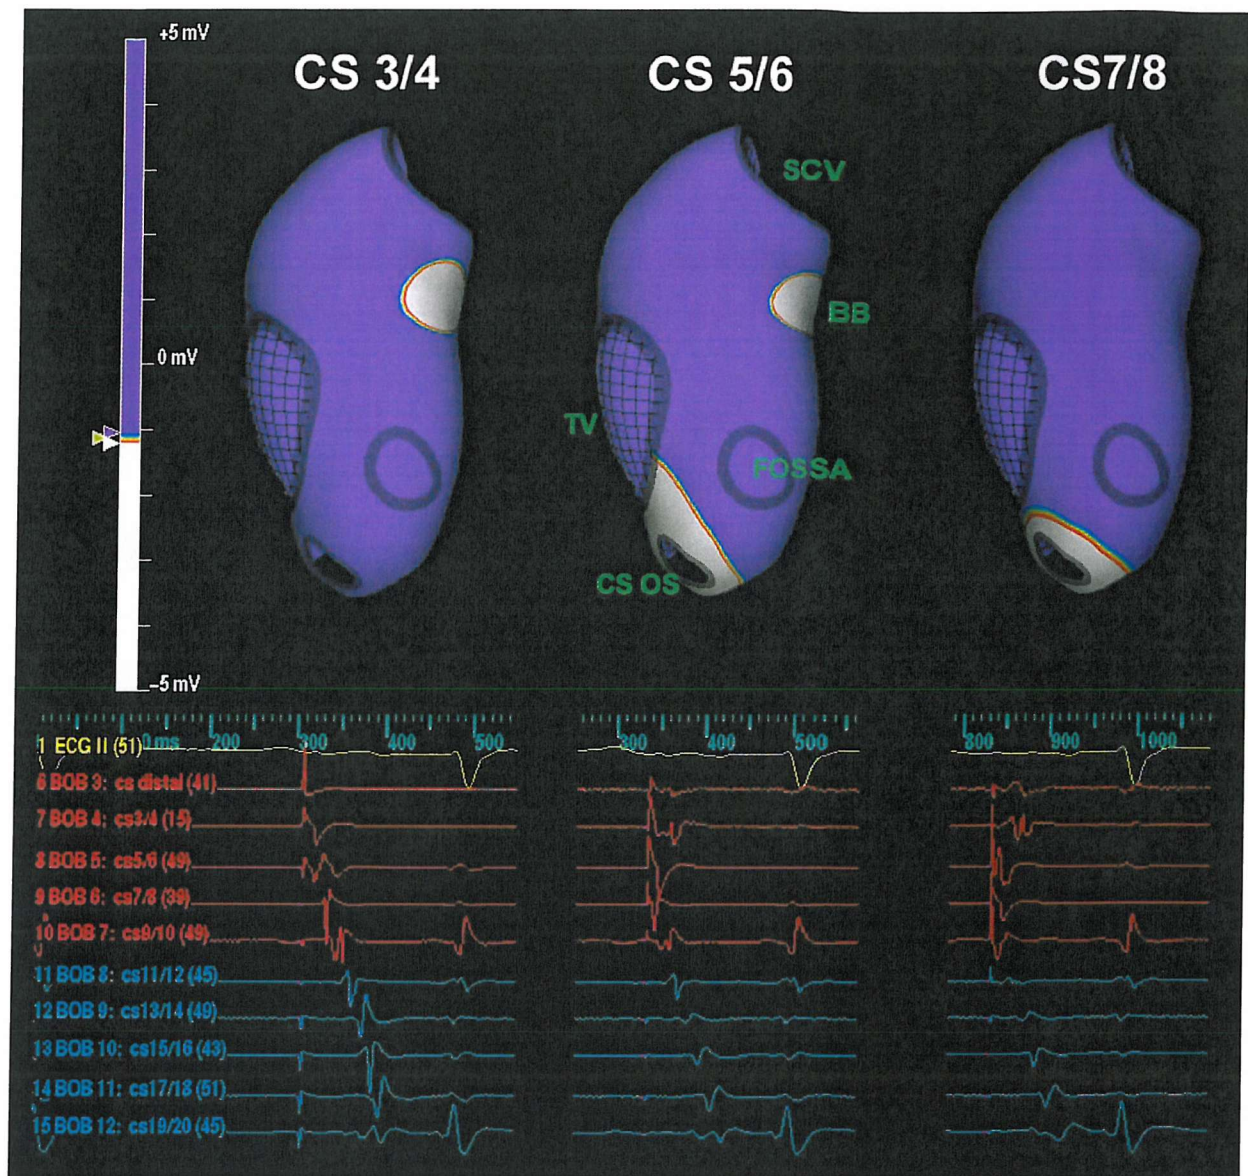 +5 mV
CS 3/4
CS 5/6
CS7/8
SCV
BB
0 mV
TV
FOSSA
CS OS
−5 mV
1 ECG II (51) 0 ms 200 300 400 500
300 400 500
800 900 1000
6 BOB 3: cs distal (41)
7 BOB 4: cs3/4 (15)
8 BOB 5: cs5/6 (49)
9 BOB 6: cs7/8 (39)
10 BOB 7: cs9/10 (49)
11 BOB 8: cs11/12 (45)
12 BOB 9: cs13/14 (49)
13 BOB 10: cs15/16 (43)
14 BOB 11: cs17/18 (51)
15 BOB 12: cs19/20 (45)